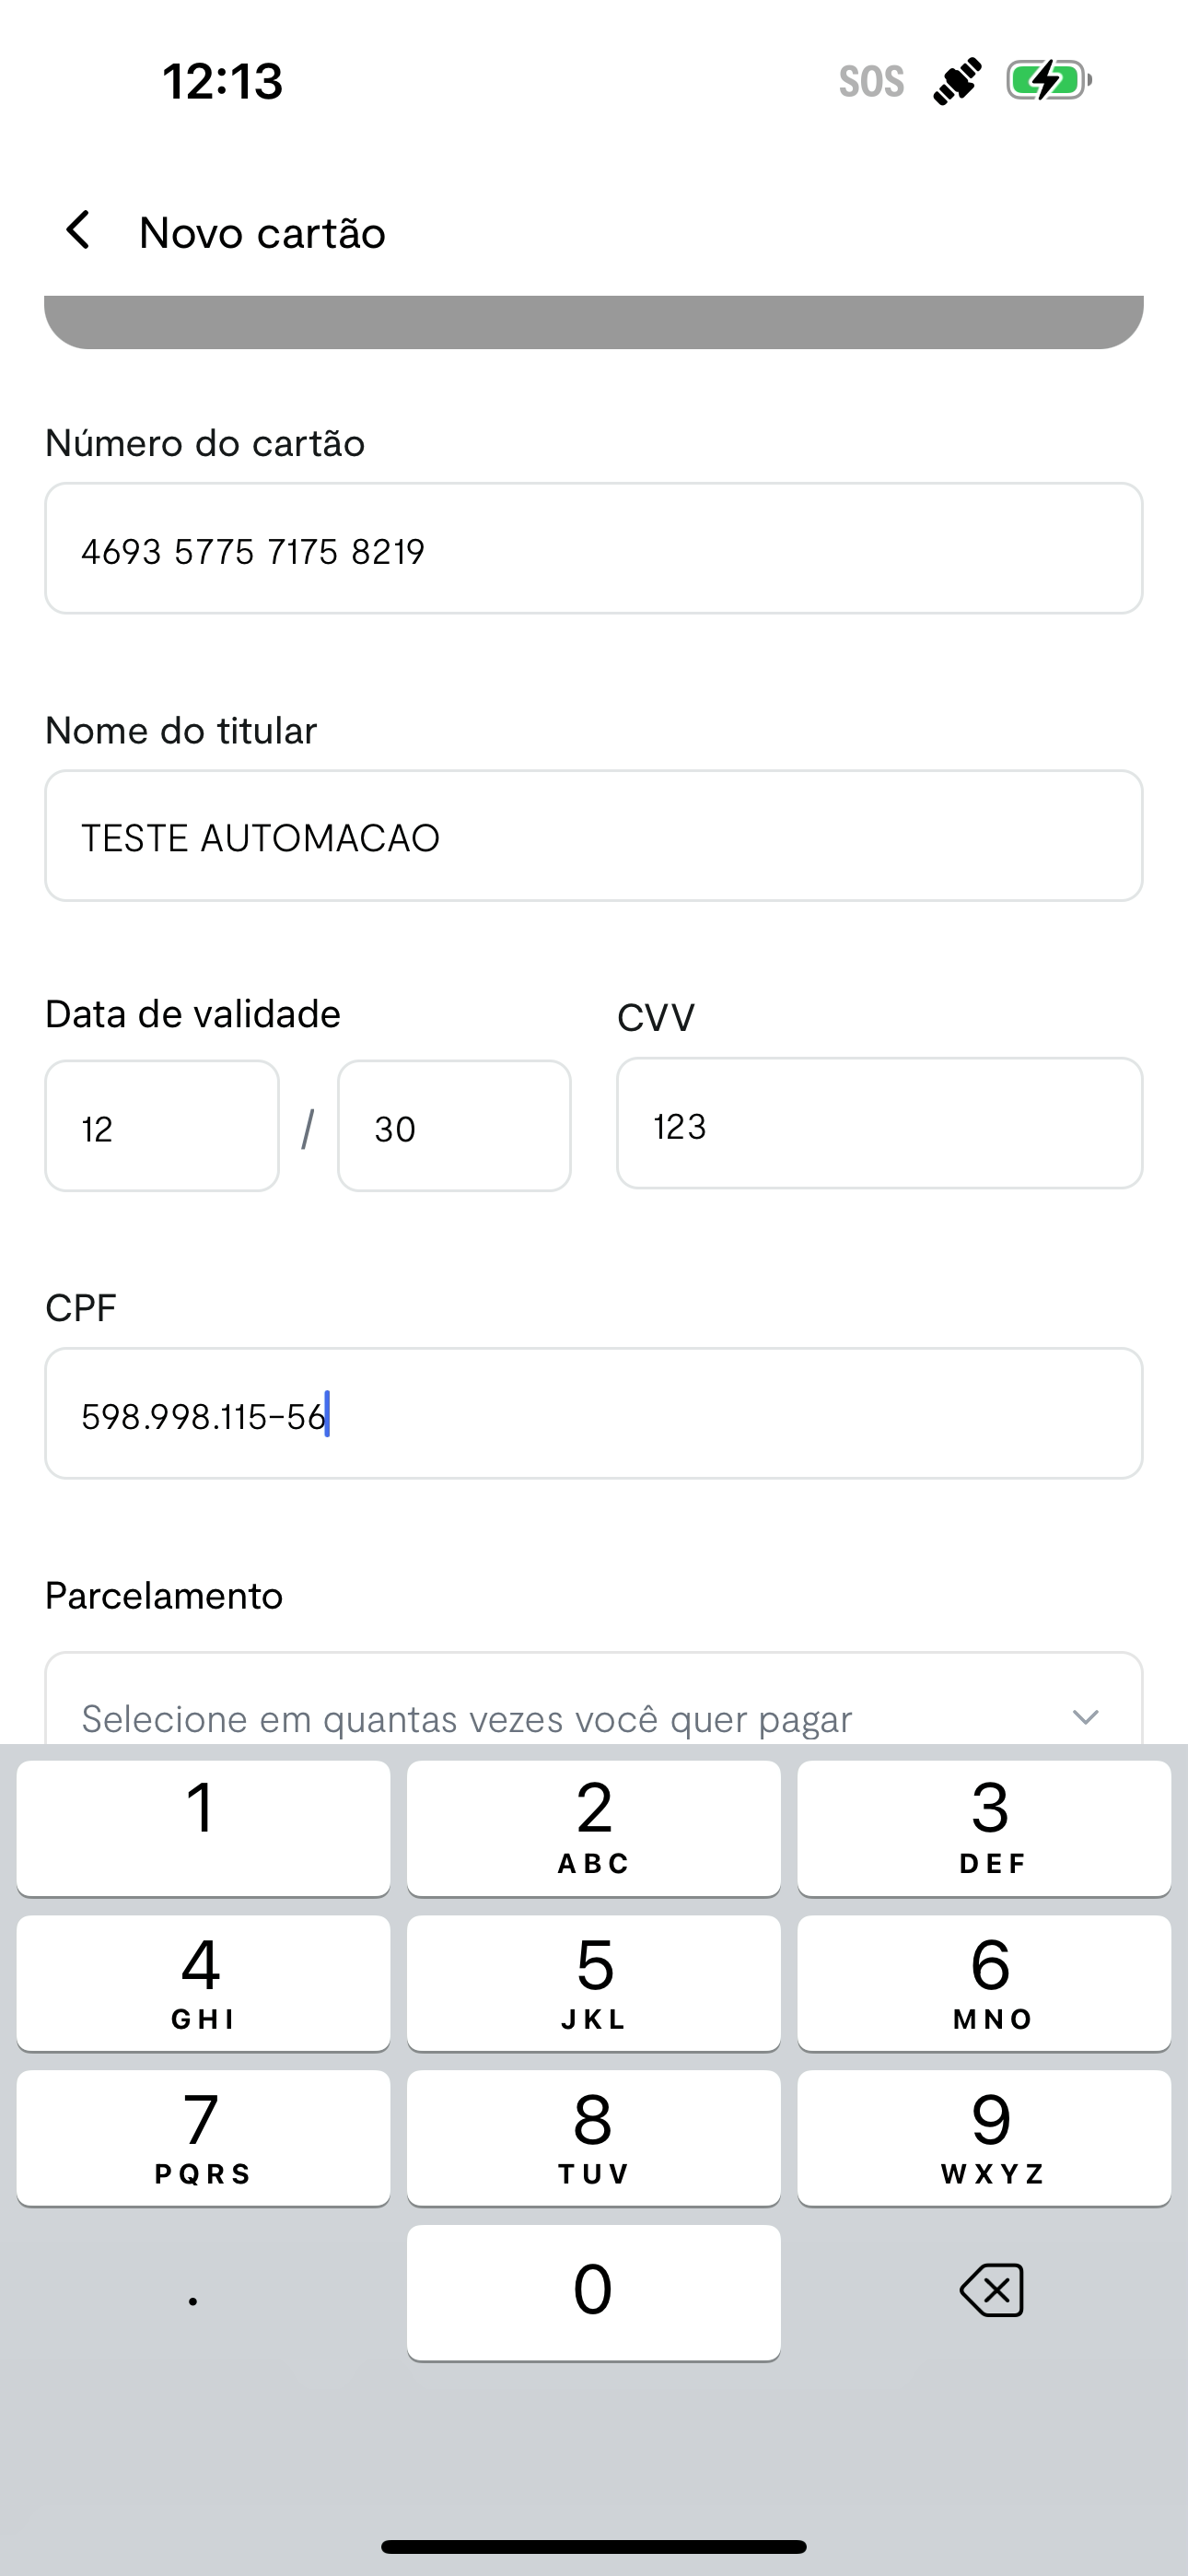 12:13 SOS
Novo cartão
Número do cartão
4693 5775 7175 8219
Nome do titular
TESTE AUTOMACAO
Data de validade CVV
12 / 30 123
CPF
598.998.115-56
Parcelamento
Selecione em quantas vezes você quer pagar
1 2 3
ABC DEF
4 5 6
GHI JKL MNO
7 8 9
PQRS TUV WXYZ
. 0